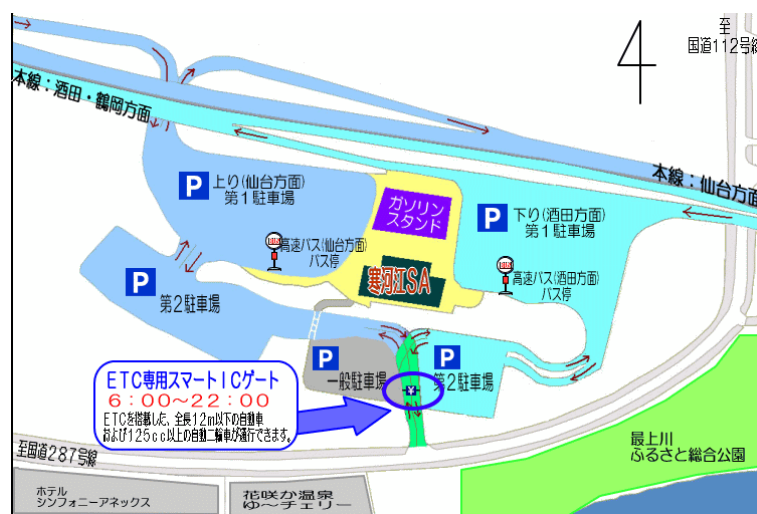 至
国道112号線
4
本線：酒田・鶴岡方面
本線：仙台方面
P 上り(仙台方面)
第1駐車場
ガソリン
スタンド
P 下り(酒田方面)
第1駐車場
高速バス(仙台方面)
バス停
寒河江SA
高速バス(酒田方面)
バス停
P
第2駐車場
P
一般駐車場
P
第2駐車場
¥
ETC専用スマートICゲート
6：00〜22：00
ETCを搭載した、全長12m以下の自動車
および125cc以上の自動二輪車が通行できます。
至国道287号線
最上川
ふるさと総合公園
ホテル
シンフォニーアネックス
花咲か温泉
ゆ〜チェリー